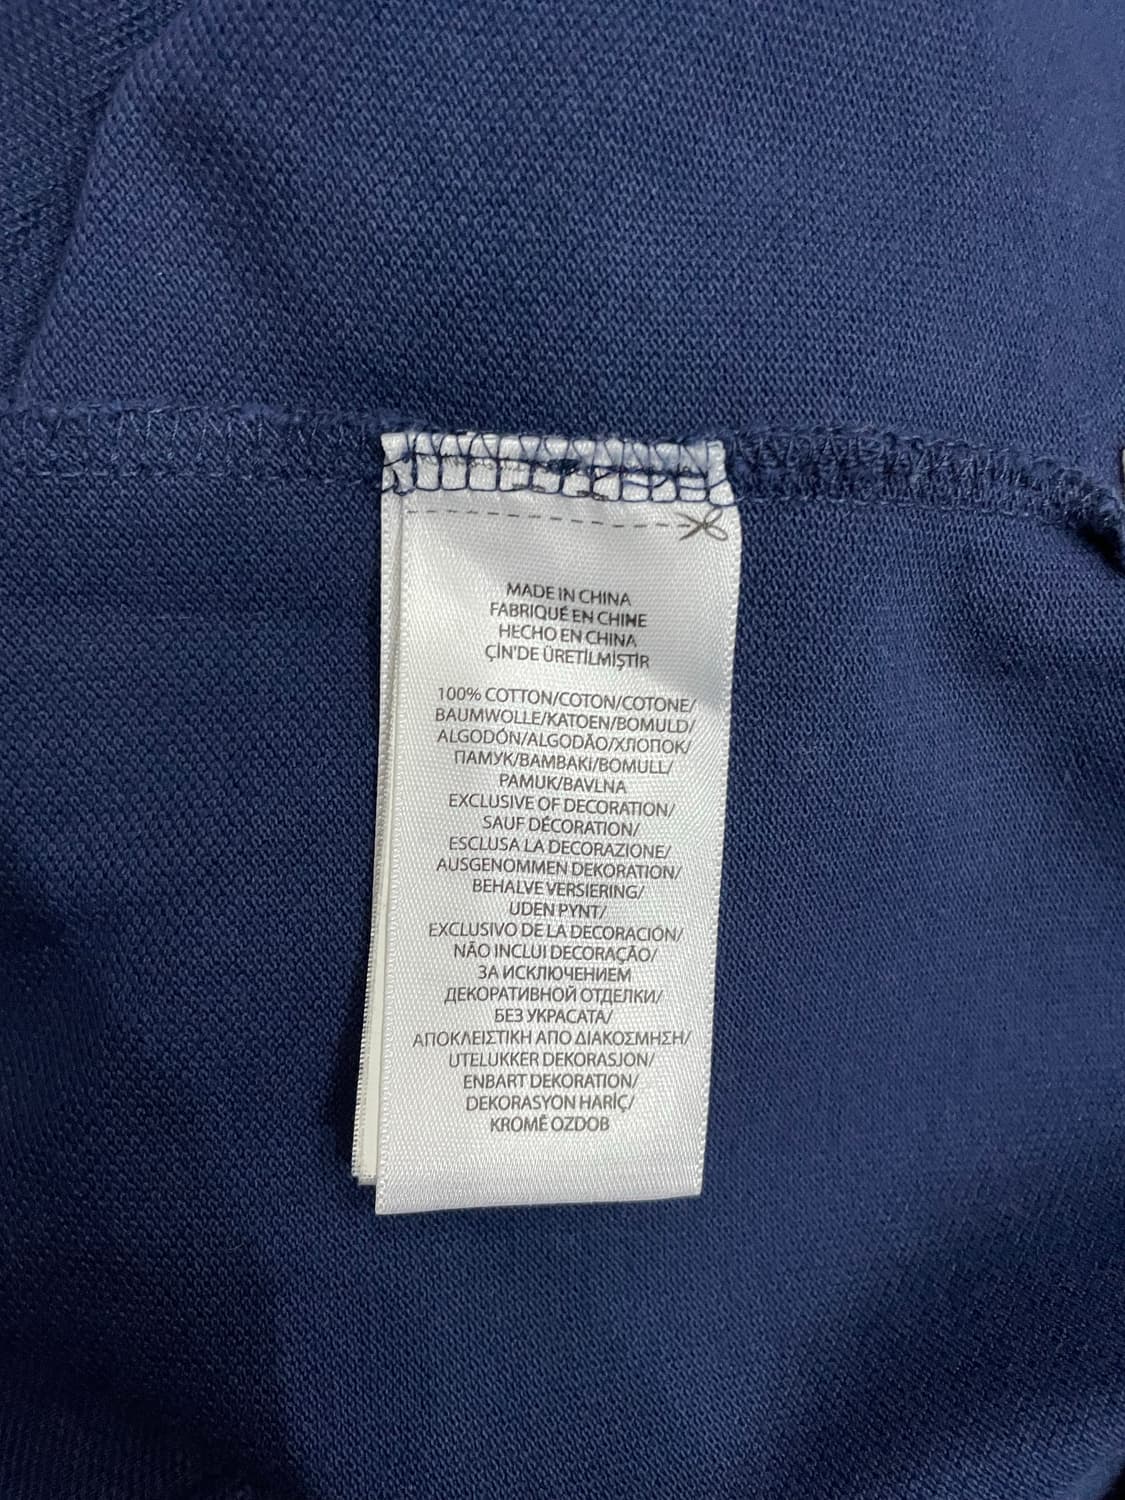 MADE IN CHINA
FABRIQUÉ EN CHINE
HECHO EN CHINA
ÇİN'DE ÜRETİLMİŞTİR
100% COTTON/COTON/COTONE/
BAUMWOLLE/KATOEN/BOMULD/
ALGODÓN/ALGODÃO/ХЛОПОК/
ПАМУК/ΒΑΜΒΑΚΙ/BOMULL/
PAMUK/BAVLNA
EXCLUSIVE OF DECORATION/
SAUF DÉCORATION/
ESCLUSA LA DECORAZIONE/
AUSGENOMMEN DEKORATION/
BEHALVE VERSIERING/
UDEN PYNT/
EXCLUSIVO DE LA DECORACIÓN/
NÃO INCLUI DECORAÇÃO/
ЗА ИСКЛЮЧЕНИЕМ
ДЕКОРАТИВНОЙ ОТДЕЛКИ/
БЕЗ УКРАСАТА/
ΑΠΟΚΛΕΙΣΤΙΚΗ ΑΠΟ ΔΙΑΚΟΣΜΗΣΗ/
UTELUKKER DEKORASJON/
ENBART DEKORATION/
DEKORASYON HARİÇ/
KROMĚ OZDOB